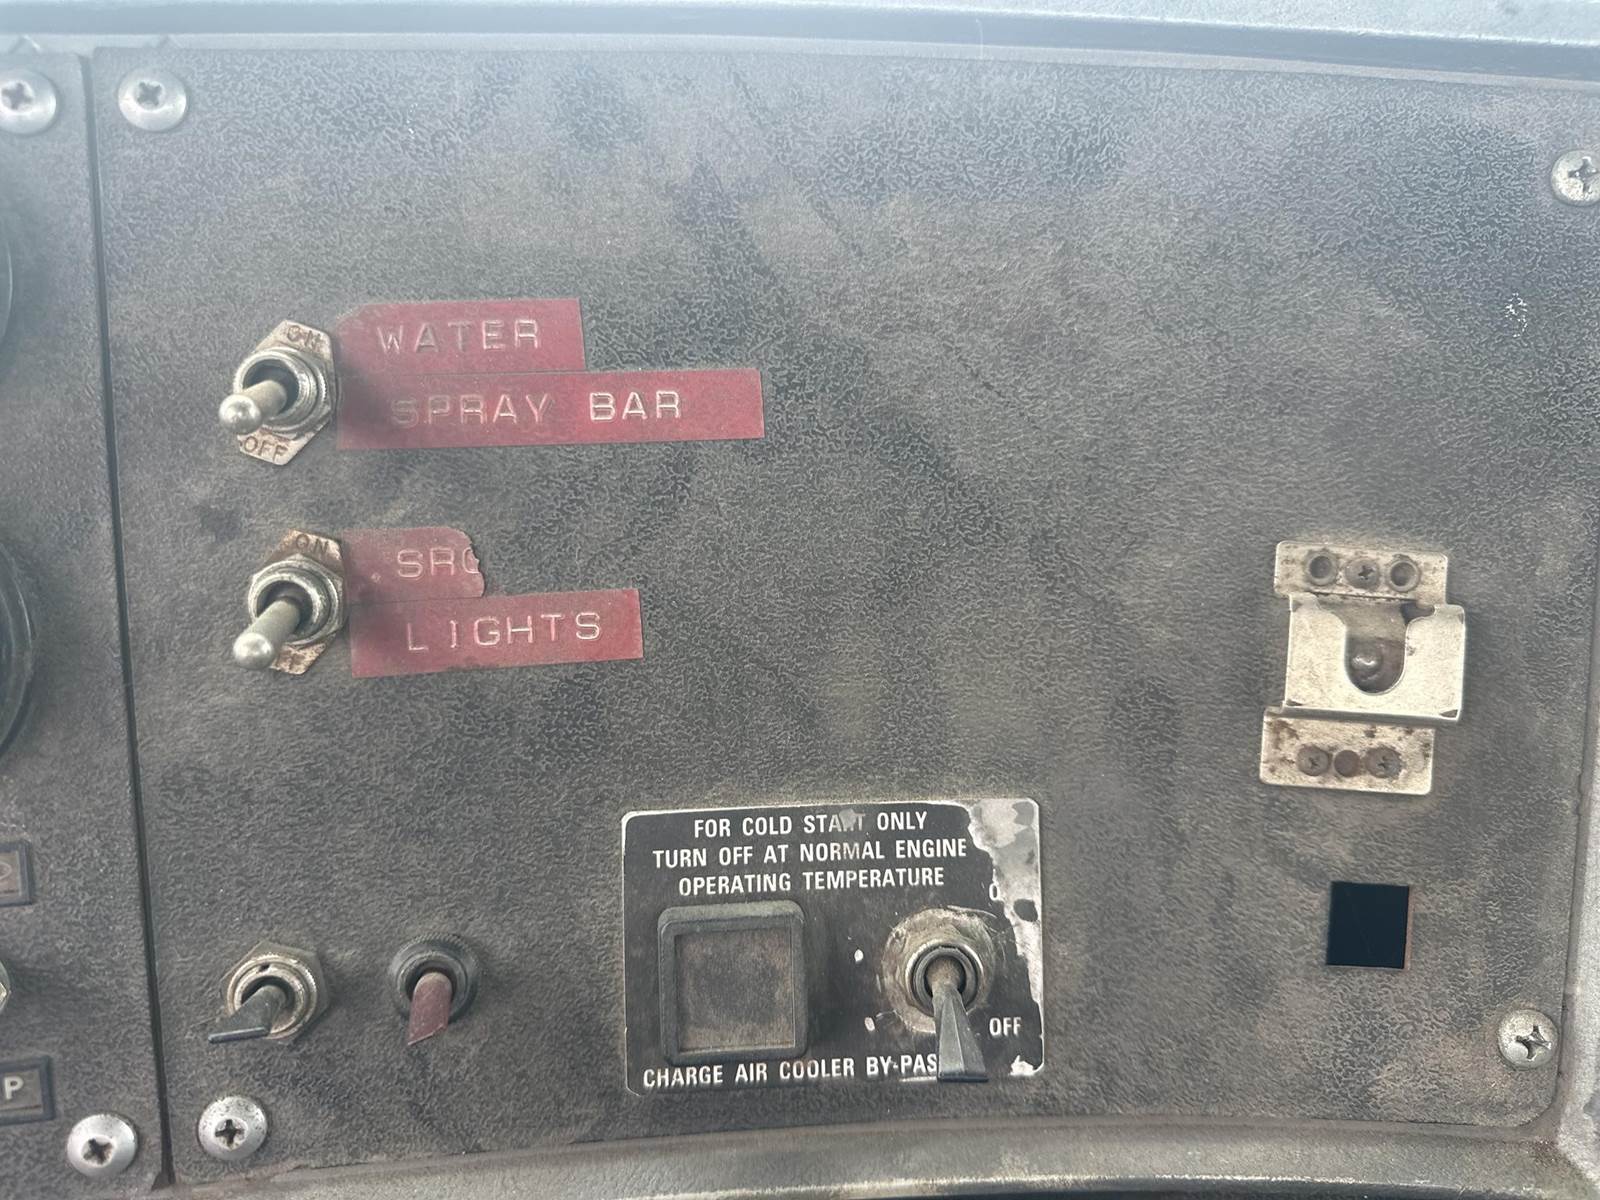 ON
WATER
SPRAY BAR
OFF
ON
LIGHTS
FOR COLD START ONLY
TURN OFF AT NORMAL ENGINE
OPERATING TEMPERATURE
OFF
CHARGE AIR COOLER BY-PAS
P